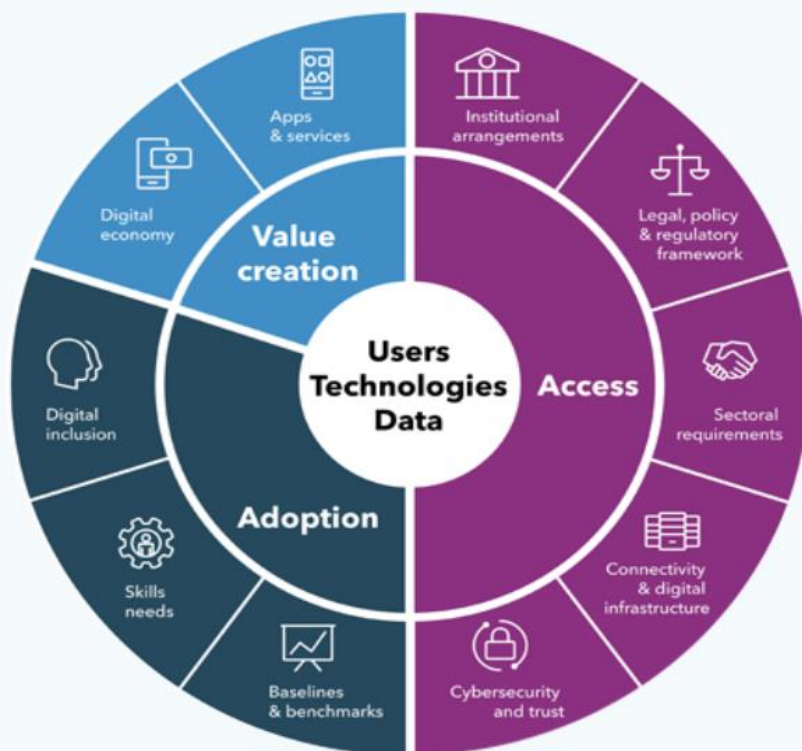 Apps
& services
Institutional
arrangements
Digital
economy
Legal, policy
& regulatory
framework
Value
creation
Users
Technologies
Data
Access
Digital
inclusion
Sectoral
requirements
Adoption
Skills
needs
Connectivity
& digital
infrastructure
Baselines
& benchmarks
Cybersecurity
and trust